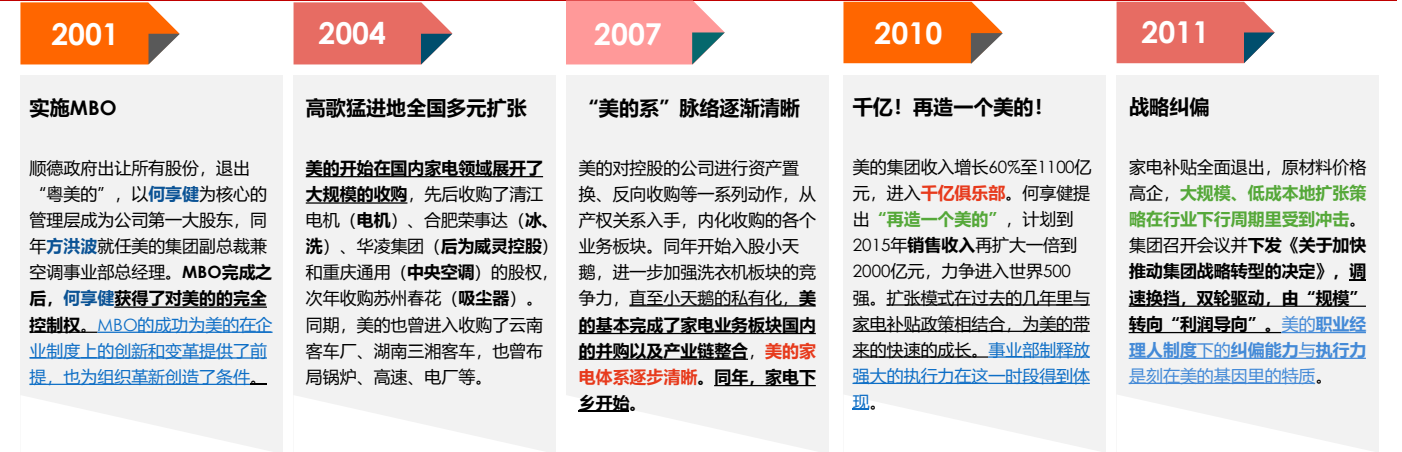 2001
实施MBO
顺德政府出让所有股份，退出
“粤美的”，以何享健为核心的
管理层成为公司第一大股东，同
年方洪波就任美的集团副总裁兼
空调事业部总经理。MBO完成之
后，何享健获得了对美的的完全
控制权。MBO的成功为美的在企
业制度上的创新和变革提供了前
提，也为组织革新创造了条件。
2004
高歌猛进地全国多元扩张
美的开始在国内家电领域展开了
大规模的收购，先后收购了清江
电机（电机）、合肥荣事达（冰、
洗）、华凌集团（后为威灵控股）
和重庆通用（中央空调）的股权，
次年收购苏州春花（吸尘器）。
同期，美的也曾进入收购了云南
客车厂、湖南三湘客车，也曾布
局锅炉、高速、电厂等。
2007
“美的系”脉络逐渐清晰
美的对控股的公司进行资产置
换、反向收购等一系列动作，从
产权关系入手，内化收购的各个
业务板块。同年开始入股小天
鹅，进一步加强洗衣机板块的竞
争力，直至小天鹅的私有化，美
的基本完成了家电业务板块国内
的并购以及产业链整合，美的家
电体系逐步清晰。同年，家电下
乡开始。
2010
千亿！再造一个美的！
美的集团收入增长60%至1100亿
元，进入千亿俱乐部。何享健提
出“再造一个美的”，计划到
2015年销售收入再扩大一倍到
2000亿元，力争进入世界500
强。扩张模式在过去的几年里与
家电补贴政策相结合，为美的带
来的快速的成长。事业部制释放
强大的执行力在这一时段得到体
现。
2011
战略纠偏
家电补贴全面退出，原材料价格
高企，大规模、低成本地扩张策
略在行业下行周期里受到冲击。
集团召开会议并下发《关于加快
推动集团战略转型的决定》，调
速换挡，双轮驱动，由“规模”
转向“利润导向”。美的职业经
理人制度下的纠偏能力与执行力
是刻在美的基因里的特质。